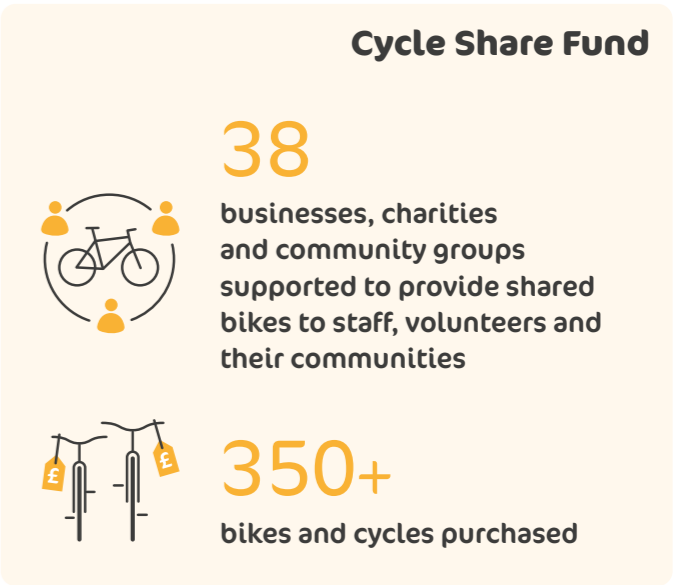 Cycle Share Fund
38
businesses, charities
and community groups
supported to provide shared
bikes to staff, volunteers and
their communities
£
£
350+
bikes and cycles purchased